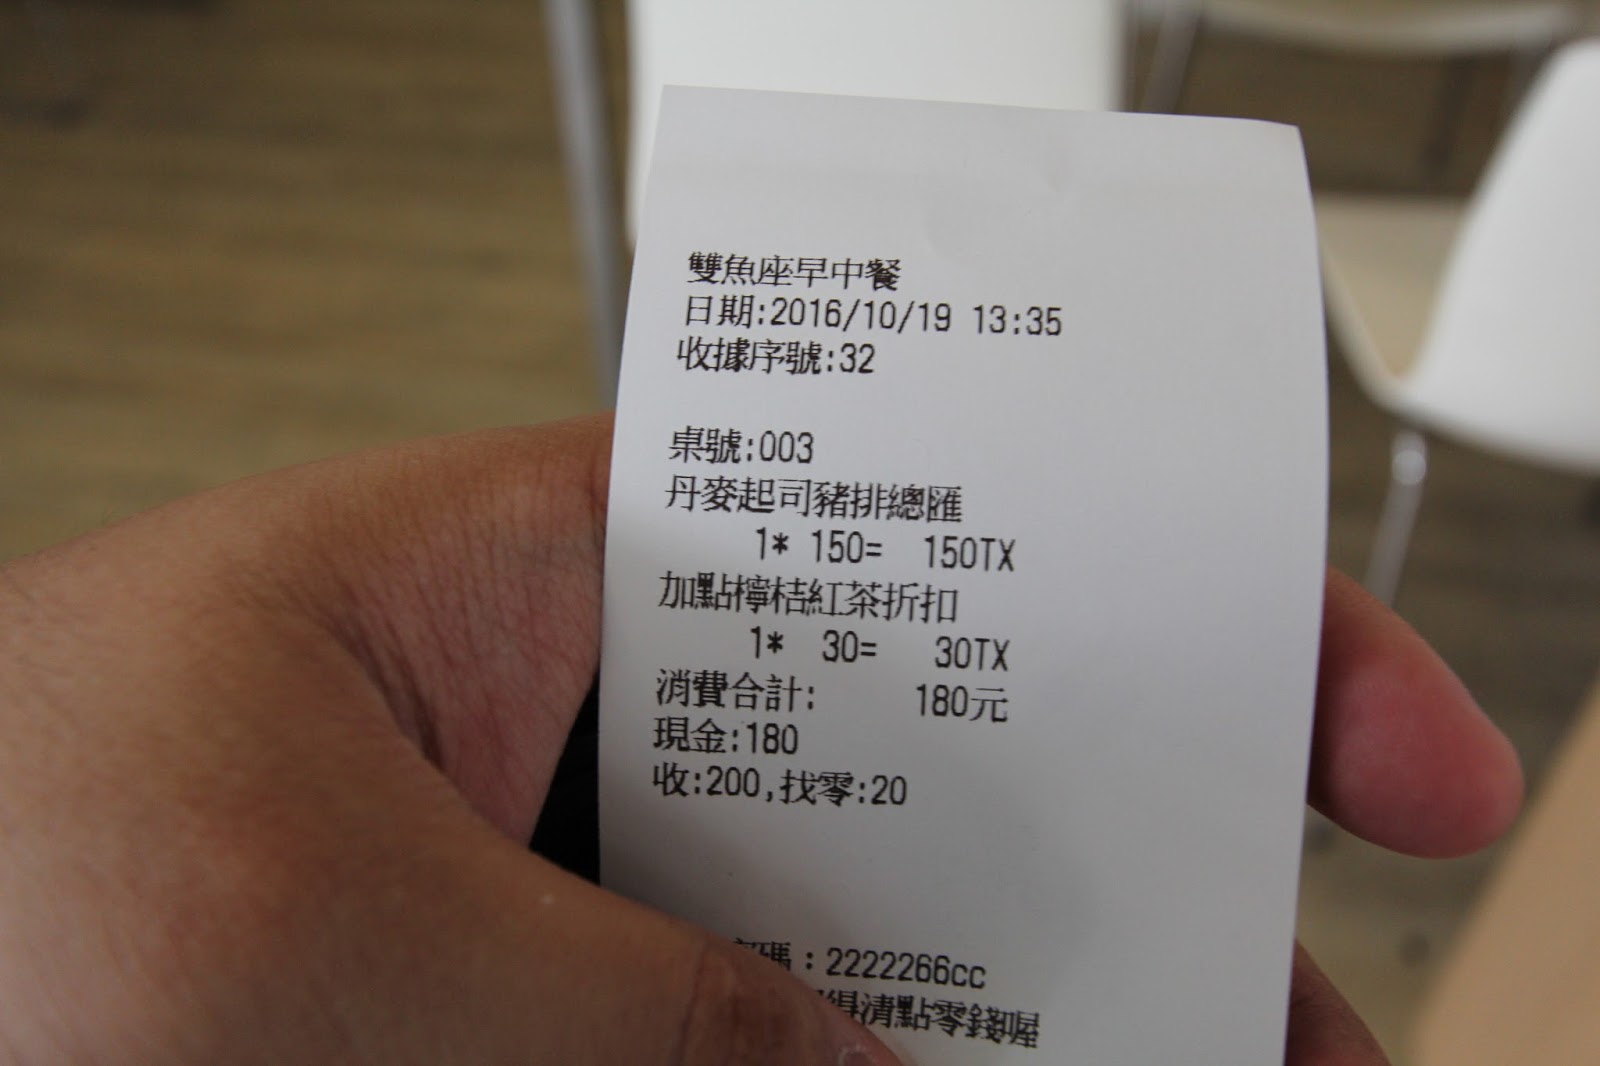 雙魚座早中餐
日期:2016/10/19 13:35
收據序號:32
桌號:003
丹麥起司豬排總匯
1* 150= 150TX
加點檸桔紅茶折扣
1* 30= 30TX
消費合計: 180元
現金:180
收:200,找零:20
碼：2222266cc
得清點零錢喔